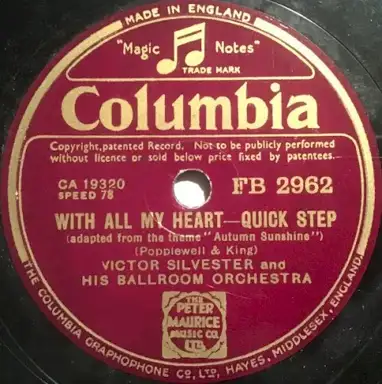 MADE IN ENGLAND
"Magic Notes"
TRADE MARK
Columbia
Copyright, patented Record. Not to be publicly performed
without licence or sold below price fixed by patentees.
CA 19320
SPEED 78
FB 2962
WITH ALL MY HEART—QUICK STEP
(adapted from the theme "Autumn Sunshine")
(Popplewell & King)
VICTOR SILVESTER and
HIS BALLROOM ORCHESTRA
THE
PETER
MAURICE
MUSIC CO.
LTD.
THE COLUMBIA GRAPHOPHONE CO, LTD, HAYES, MIDDLESEX, ENGLAND.